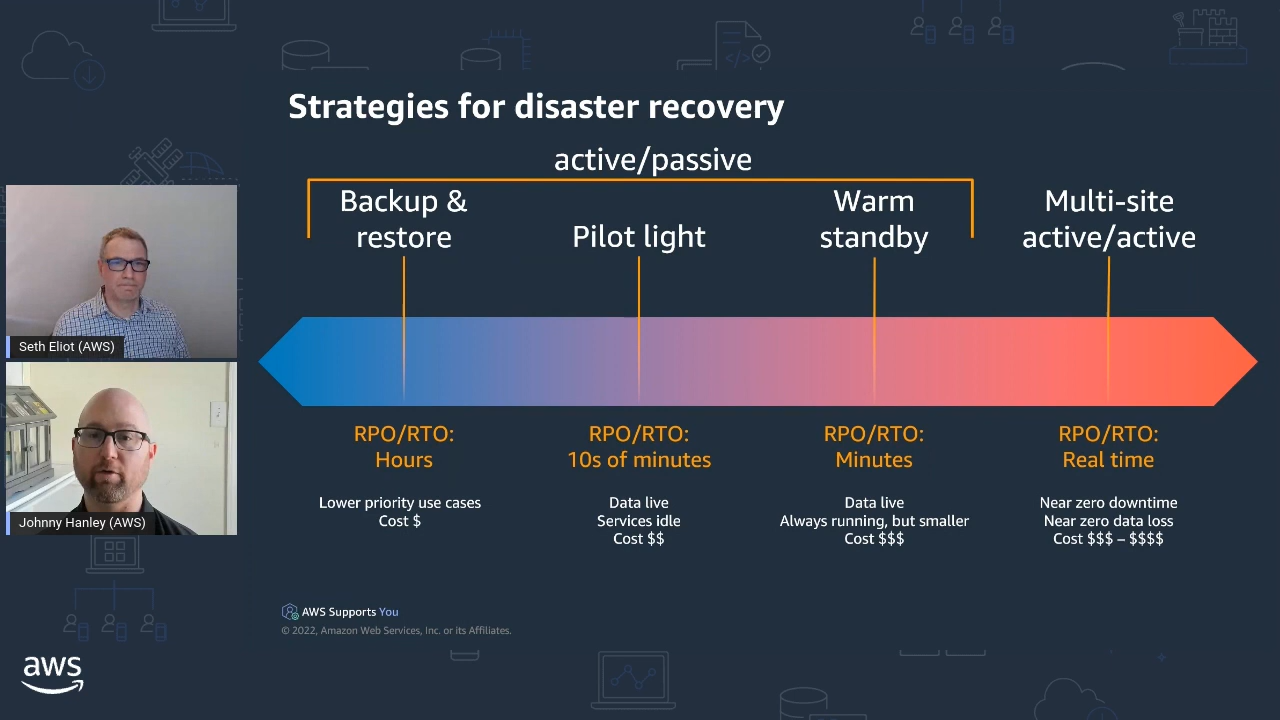 Strategies for disaster recovery
active/passive
Backup &
restore
Pilot light
Warm
standby
Multi-site
active/active
RPO/RTO:
Hours
RPO/RTO:
10s of minutes
RPO/RTO:
Minutes
RPO/RTO:
Real time
Lower priority use cases
Cost $
Data live
Services idle
Cost $$
Data live
Always running, but smaller
Cost $$$
Near zero downtime
Near zero data loss
Cost $$$ – $$$$
Seth Eliot (AWS)
Johnny Hanley (AWS)
AWS Supports You
© 2022, Amazon Web Services, Inc. or its Affiliates.
aws